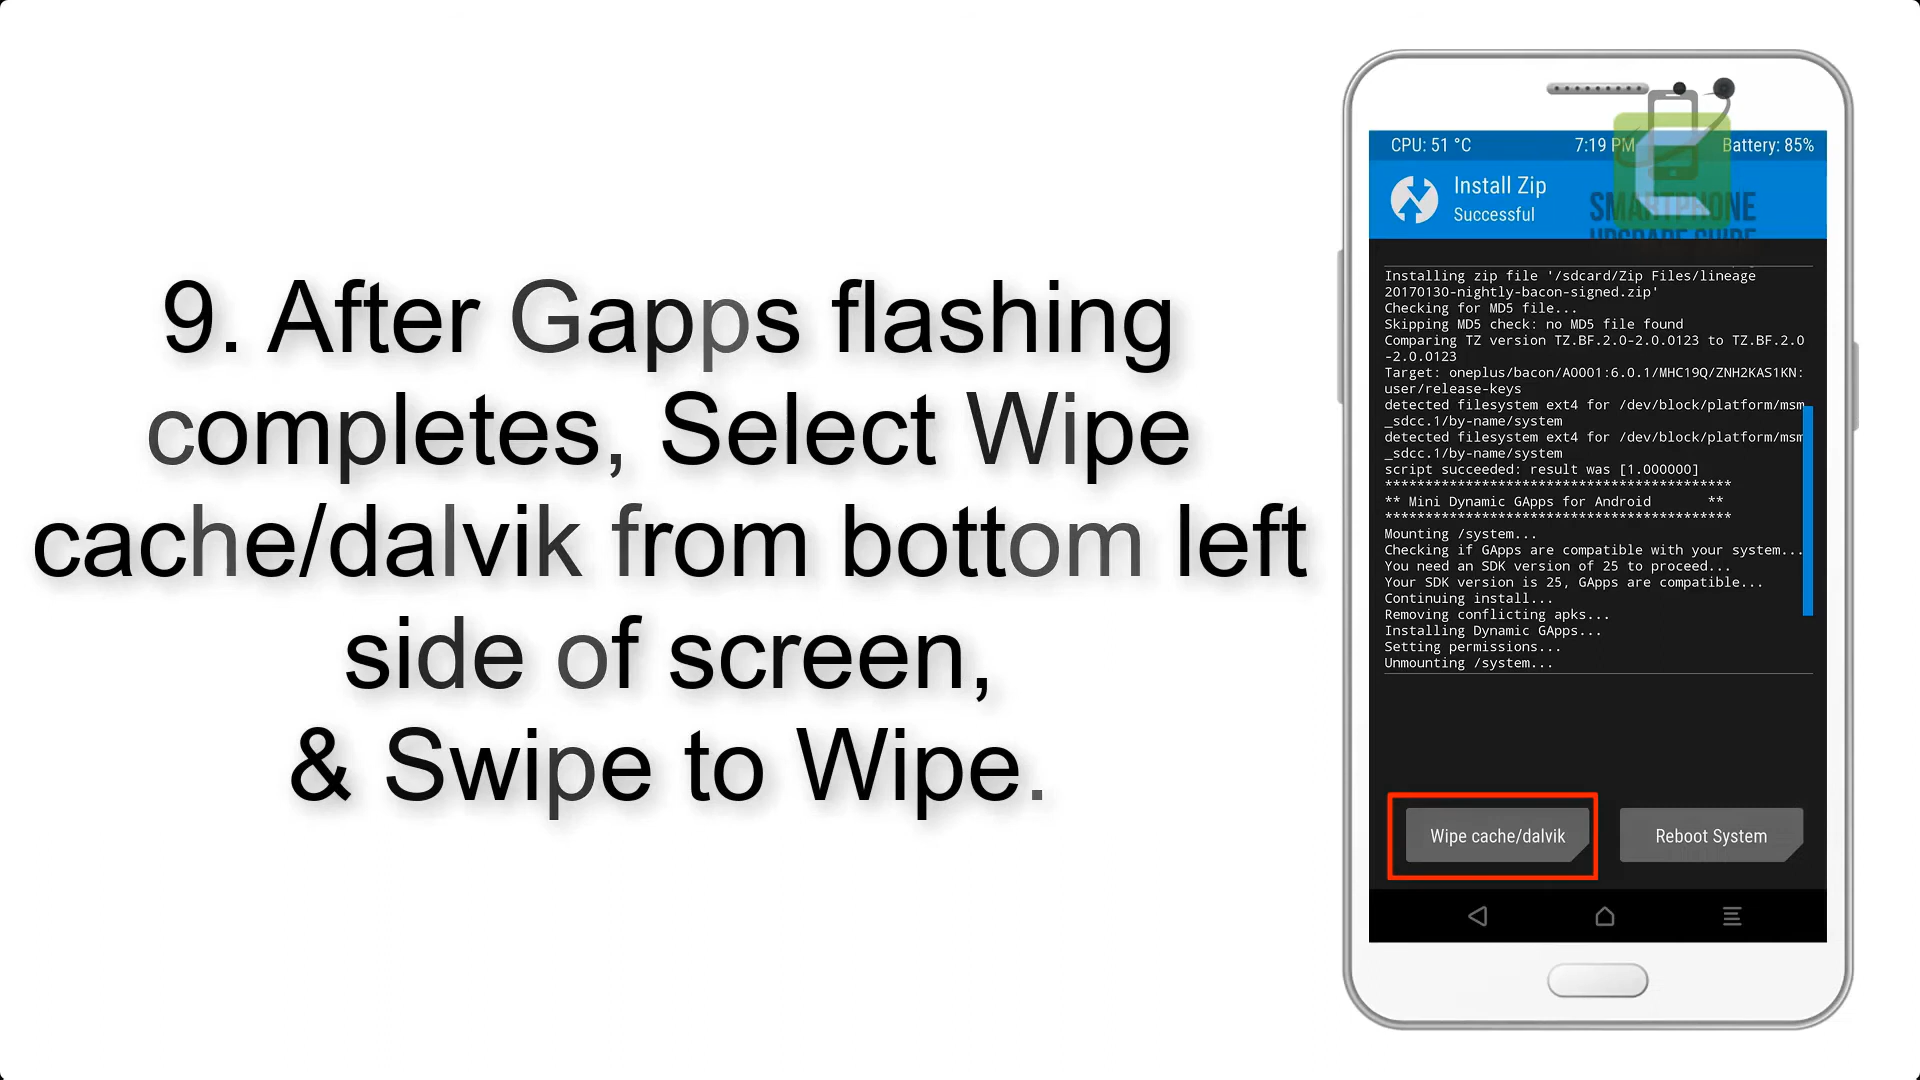 9. After Gapps flashing
completes, Select Wipe
cache/dalvik from bottom left
side of screen,
& Swipe to Wipe.
CPU: 51 °C 7:19 PM Battery: 85%
Install Zip
Successful
SMARTPHONE
UPGRADE GUIDE
Installing zip file '/sdcard/Zip Files/lineage
20170130-nightly-bacon-signed.zip'
Checking for MD5 file...
Skipping MD5 check: no MD5 file found
Comparing TZ version TZ.BF.2.0-2.0.0123 to TZ.BF.2.0
-2.0.0123
Target: oneplus/bacon/A0001:6.0.1/MHC19Q/ZNH2KAS1KN:
user/release-keys
detected filesystem ext4 for /dev/block/platform/msm
_sdcc.1/by-name/system
detected filesystem ext4 for /dev/block/platform/msm
_sdcc.1/by-name/system
script succeeded: result was [1.000000]
*******************************************
** Mini Dynamic GApps for Android **
*******************************************
Mounting /system...
Checking if GApps are compatible with your system...
You need an SDK version of 25 to proceed...
Your SDK version is 25, GApps are compatible...
Continuing install...
Removing conflicting apks...
Installing Dynamic GApps...
Setting permissions...
Unmounting /system...
Wipe cache/dalvik Reboot System